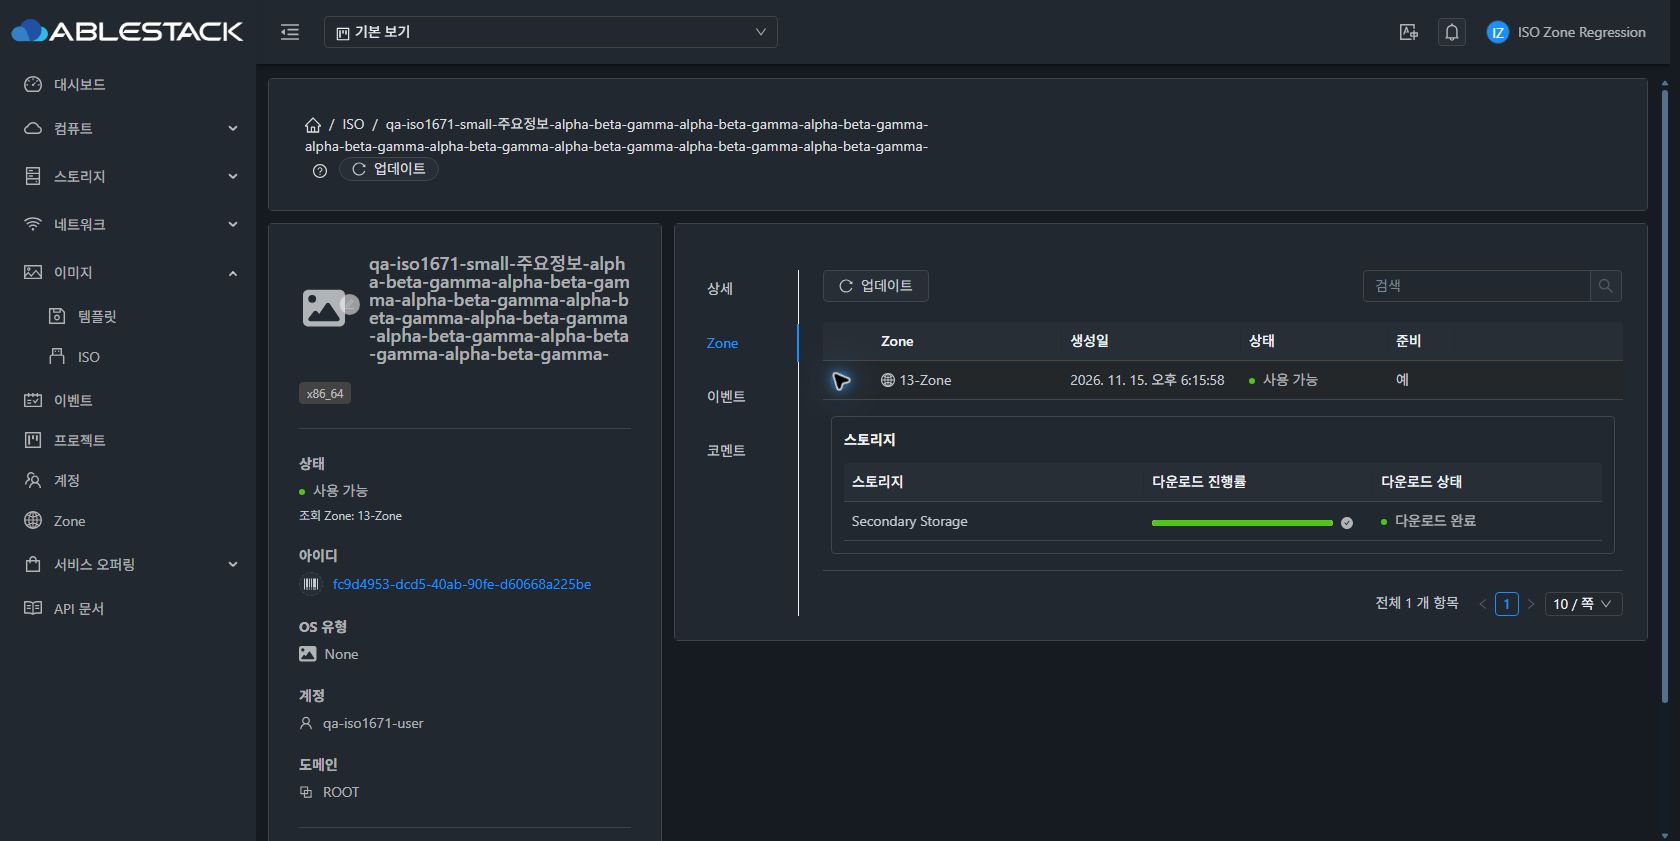 ABLESTACK
기본 보기
IZ
ISO Zone Regression
대시보드
컴퓨트
스토리지
네트워크
이미지
템플릿
ISO
이벤트
프로젝트
계정
Zone
서비스 오퍼링
API 문서
/ ISO / qa-iso1671-small-주요정보-alpha-beta-gamma-alpha-beta-gamma-alpha-beta-gamma-
alpha-beta-gamma-alpha-beta-gamma-alpha-beta-gamma-alpha-beta-gamma-alpha-beta-gamma-
업데이트
qa-iso1671-small-주요정보-alph
a-beta-gamma-alpha-beta-gam
ma-alpha-beta-gamma-alpha-b
eta-gamma-alpha-beta-gamma
-alpha-beta-gamma-alpha-beta
-gamma-alpha-beta-gamma-
x86_64
상태
사용 가능
조회 Zone: 13-Zone
아이디
fc9d4953-dcd5-40ab-90fe-d60668a225be
OS 유형
None
계정
qa-iso1671-user
도메인
ROOT
상세
Zone
이벤트
코멘트
업데이트
검색
Zone 생성일 상태 준비
13-Zone 2026. 11. 15. 오후 6:15:58 사용 가능 예
스토리지
스토리지 다운로드 진행률 다운로드 상태
Secondary Storage 다운로드 완료
전체 1 개 항목 < 1 > 10 / 쪽